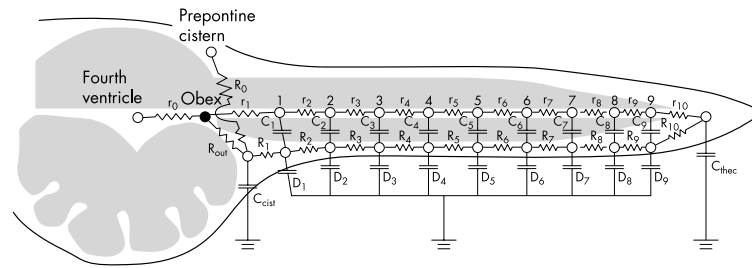 Prepontine
cistern
Fourth
ventricle
Obex
R0
r0 r1 1 r2 2 r3 3 r4 4 r5 5 r6 6 r7 7 r8 8 r9 9 r10
C1 C2 C3 C4 C5 C6 C7 C8 C9
Rout R1 R2 R3 R4 R5 R6 R7 R8 R9 R10
D1 D2 D3 D4 D5 D6 D7 D8 D9
Ccist
Cthec